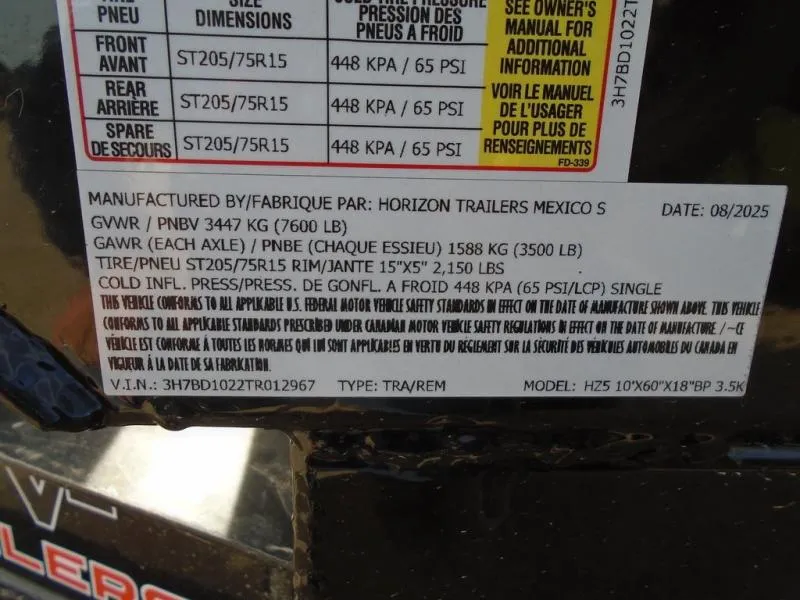 TIRE SIZE COLD TIRE PRESSURE
PNEU DIMENSIONS PRESSION DES
PNEUS A FROID
FRONT
AVANT ST205/75R15 448 KPA / 65 PSI
REAR
ARRIÈRE ST205/75R15 448 KPA / 65 PSI
SPARE
DE SECOURS ST205/75R15 448 KPA / 65 PSI
SEE OWNER'S
MANUAL FOR
ADDITIONAL
INFORMATION
VOIR LE MANUEL
DE L'USAGER
POUR PLUS DE
RENSEIGNEMENTS
FD-339
3H7BD1022T
MANUFACTURED BY/FABRIQUE PAR: HORIZON TRAILERS MEXICO S DATE: 08/2025
GVWR / PNBV 3447 KG (7600 LB)
GAWR (EACH AXLE) / PNBE (CHAQUE ESSIEU) 1588 KG (3500 LB)
TIRE/PNEU ST205/75R15 RIM/JANTE 15"X5" 2,150 LBS
COLD INFL. PRESS/PRESS. DE GONFL. A FROID 448 KPA (65 PSI/LCP) SINGLE
THIS VEHICLE CONFORMS TO ALL APPLICABLE U.S. FEDERAL MOTOR VEHICLE SAFETY STANDARDS IN EFFECT ON THE DATE OF MANUFACTURE SHOWN ABOVE. THIS VEHICLE
CONFORMS TO ALL APPLICABLE STANDARDS PRESCRIBED UNDER CANADIAN MOTOR VEHICLE SAFETY REGULATIONS IN EFFECT ON THE DATE OF MANUFACTURE / ~CE
VÉHICLE EST CONFORME À TOUTES LES NORMES QUI LUI SONT APPLICABLES EN VERTU DU RÈGLEMENT SUR LA SÉCURITÉ DES VÉHICULES AUTOMOBILES DU CANADA EN
VIGUEUR À LA DATE DE SA FABRICATION.
V.I.N.: 3H7BD1022TR012967 TYPE: TRA/REM MODEL: HZ5 10'X60"X18"BP 3.5K